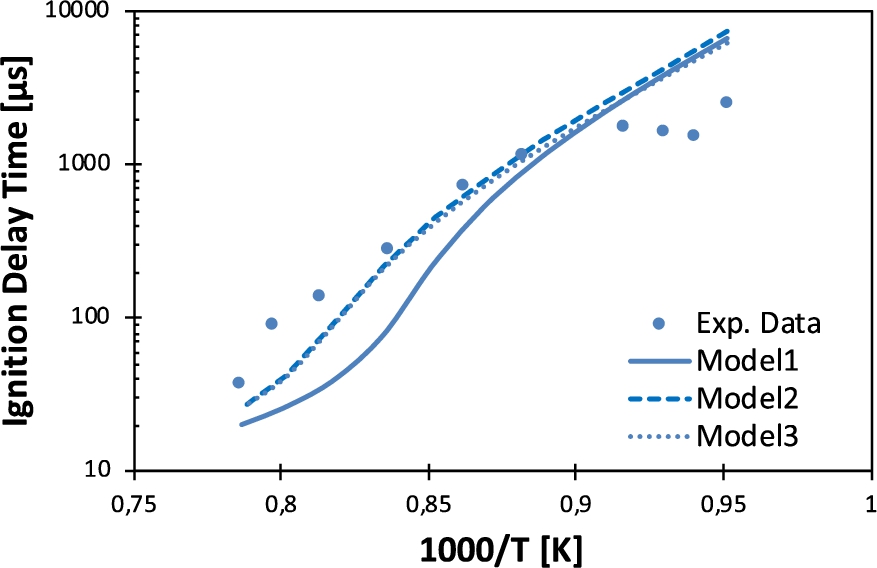 10000
1000
100
10
Ignition Delay Time [µs]
Exp. Data
Model1
Model2
Model3
0,75
0,8
0,85
0,9
0,95
1
1000/T [K]